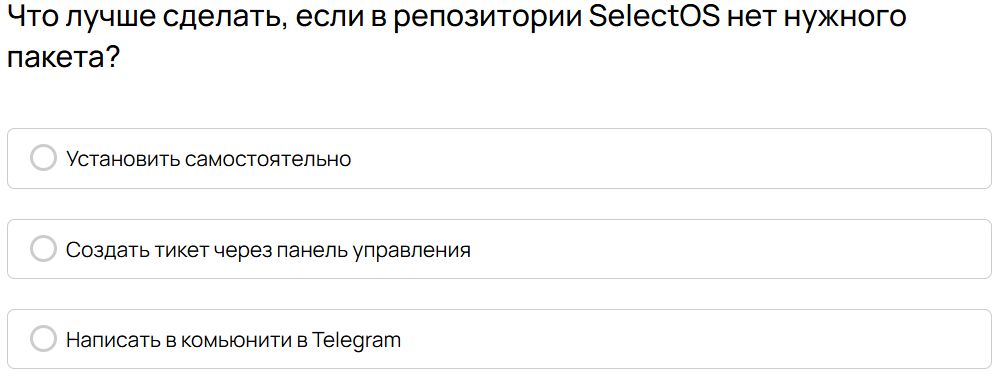 Что лучше сделать, если в репозитории SelectOS нет нужного
пакета?
Установить самостоятельно
Создать тикет через панель управления
Написать в комьюнити в Telegram